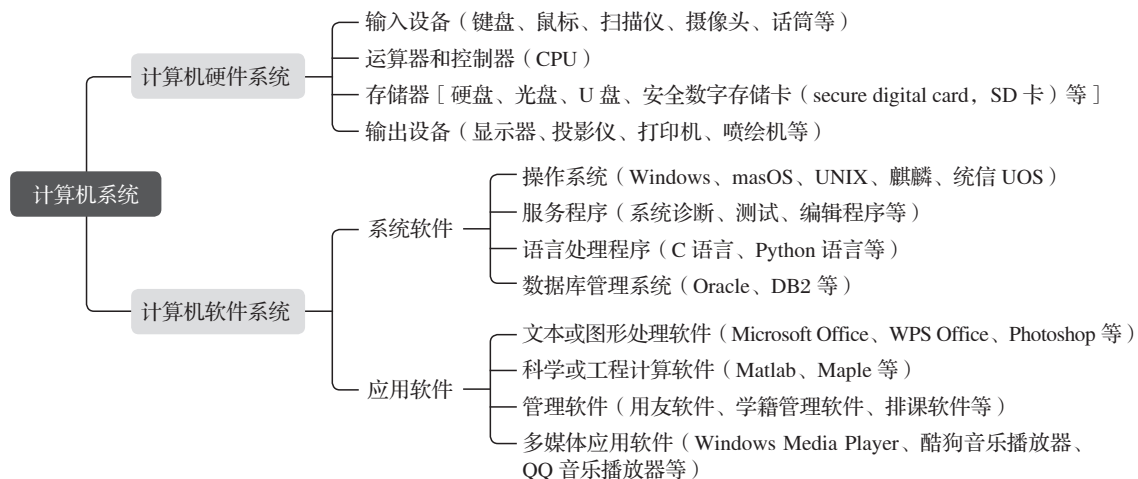 输入设备（键盘、鼠标、扫描仪、摄像头、话筒等）
计算机硬件系统
运算器和控制器（CPU）
存储器［硬盘、光盘、U 盘、安全数字存储卡（secure digital card，SD 卡）等］
输出设备（显示器、投影仪、打印机、喷绘机等）
计算机系统
操作系统（Windows、masOS、UNIX、麒麟、统信 UOS）
系统软件
服务程序（系统诊断、测试、编辑程序等）
语言处理程序（C 语言、Python 语言等）
数据库管理系统（Oracle、DB2 等）
计算机软件系统
文本或图形处理软件（Microsoft Office、WPS Office、Photoshop 等）
应用软件
科学或工程计算软件（Matlab、Maple 等）
管理软件（用友软件、学籍管理软件、排课软件等）
多媒体应用软件（Windows Media Player、酷狗音乐播放器、
QQ 音乐播放器等）